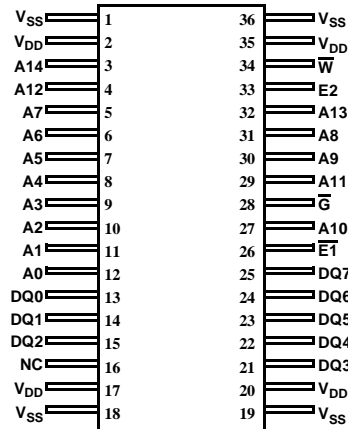 VSS 1 36 VSS
VDD 2 35 VDD
A14 3 34 W̅
A12 4 33 E2
A7 5 32 A13
A6 6 31 A8
A5 7 30 A9
A4 8 29 A11
A3 9 28 G̅
A2 10 27 A10
A1 11 26 E̅1̅
A0 12 25 DQ7
DQ0 13 24 DQ6
DQ1 14 23 DQ5
DQ2 15 22 DQ4
NC 16 21 DQ3
VDD 17 20 VDD
VSS 18 19 VSS